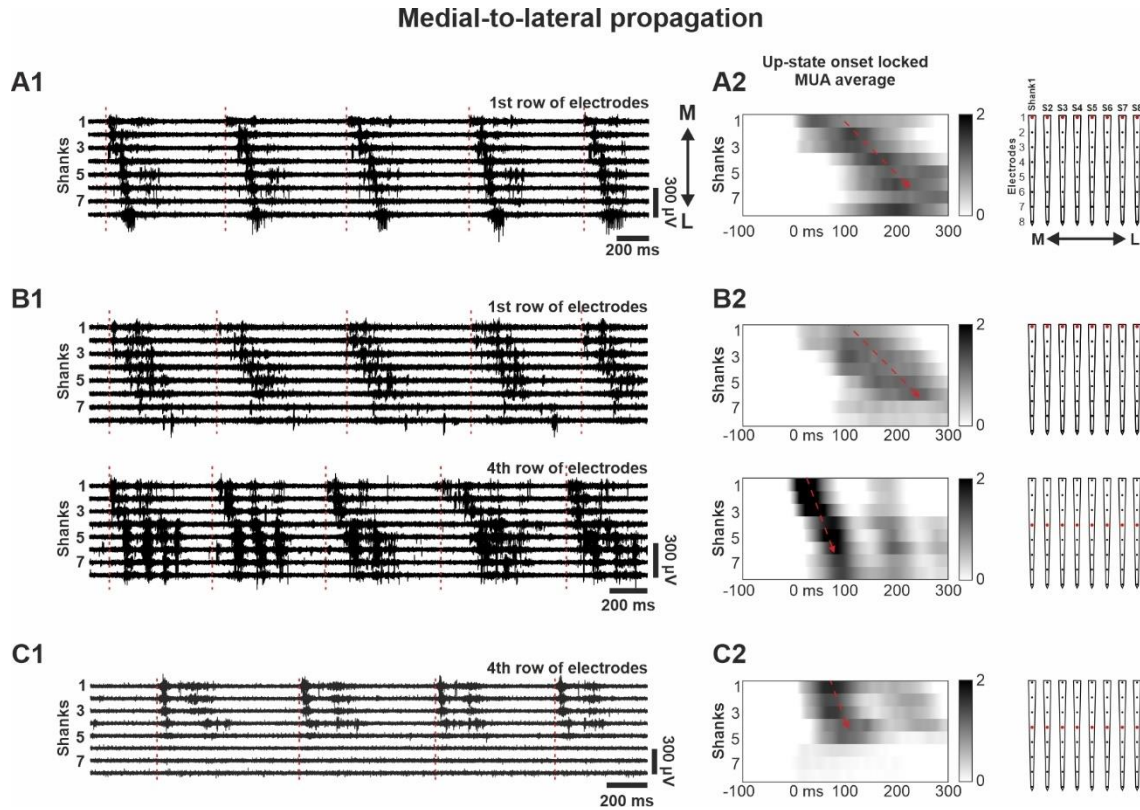 Medial-to-lateral propagation
A1
1st row of electrodes
1
3
5
7
Shanks
M
L
300 µV
200 ms
A2
Up-state onset locked
MUA average
Shanks
1
3
5
7
-100
0 ms
100
200
300
2
0
Shank1
S2
S3
S4
S5
S6
S7
S8
Electrodes
1
2
3
4
5
6
7
8
M
L
B1
1st row of electrodes
Shanks
1
3
5
7
4th row of electrodes
Shanks
1
3
5
7
300 µV
200 ms
B2
Shanks
1
3
5
7
-100
0 ms
100
200
300
2
0
Shanks
1
3
5
7
-100
0 ms
100
200
300
2
0
C1
4th row of electrodes
Shanks
1
3
5
7
300 µV
200 ms
C2
Shanks
1
3
5
7
-100
0 ms
100
200
300
2
0